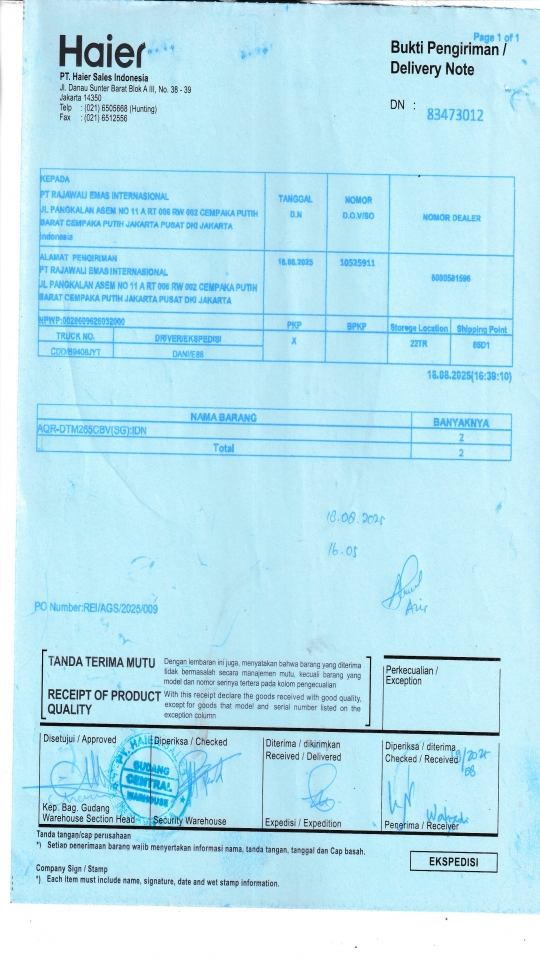 Page 1 of 1
Haier
Bukti Pengiriman /
Delivery Note
PT. Haier Sales Indonesia
Jl. Danau Sunter Barat Blok A III, No. 38 - 39
Jakarta 14350
Telp : (021) 6505668 (Hunting)
Fax : (021) 6512556
DN : 83473012
KEPADA
PT RAJAWALI EMAS INTERNASIONAL
JL PANGKALAN ASEM NO 11 A RT 006 RW 002 CEMPAKA PUTIH
BARAT CEMPAKA PUTIH JAKARTA PUSAT DKI JAKARTA
Indonesia
TANGGAL D.N
NOMOR D.O.V/SO
NOMOR DEALER
ALAMAT PENGIRIMAN
PT RAJAWALI EMAS INTERNASIONAL
JL PANGKALAN ASEM NO 11 A RT 006 RW 002 CEMPAKA PUTIH
BARAT CEMPAKA PUTIH JAKARTA PUSAT DKI JAKARTA
18.08.2025 10525911
NPWP:
PKP BPKP Storege Location Shipping Point
TRUCK NO. DRIVER/EKSPEDISI X 22TR
18.08.2025(16:39:10)
NAMA BARANG BANYAKNYA
AQR-DTM265CBV(SG):IDN 2
Total 2
18.08.2025
16.05
PO Number:REI/AGS/2025/009
TANDA TERIMA MUTU
Dengan lembaran ini juga, menyatakan bahwa barang yang diterima
tidak bermasalah secara manajemen mutu, kecuali barang yang
model dan nomor serinya tertera pada kolom pengecualian
RECEIPT OF PRODUCT QUALITY
With this receipt declare the goods received with good quality,
except for goods that model and serial number listed on the
exception column
Perkecualian /
Exception
Disetujui / Approved
Diperiksa / Checked
Diterima / dikirimkan
Received / Delivered
Diperiksa / diterima
Checked / Received
GUDANG
CENTRAL
WAREHOUSE
Kep. Bag. Gudang
Warehouse Section Head
Security Warehouse
Expedisi / Expedition
Penerima / Receiver
Tanda tangan/cap perusahaan
*) Setian penerimaan barang wajib menyertakan informasi nama, tanda tangan, tanggal dan Cap basah.
EKSPEDISI
Company Sign / Stamp
*) Each Item must include name, signature, date and wet stamp information.